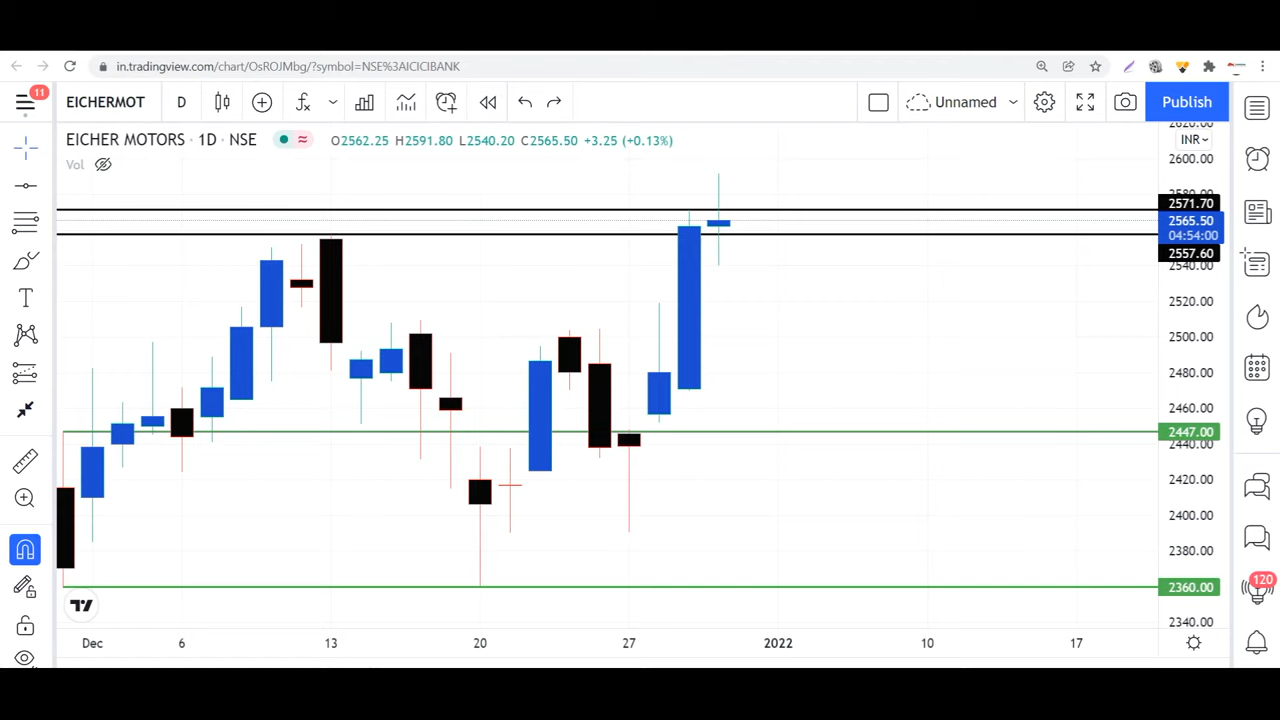 in.tradingview.com/chart/OsROJMbg/?symbol=NSE%3AICICIBANK
11
EICHERMOT
D
Unnamed
Publish
EICHER MOTORS · 1D · NSE
O2562.25 H2591.80 L2540.20 C2565.50 +3.25 (+0.13%)
Vol
INR
2600.00
2571.70
2565.50
04:54:00
2557.60
2540.00
2520.00
2500.00
2480.00
2460.00
2447.00
2440.00
2420.00
2400.00
2380.00
2360.00
2340.00
Dec
6
13
20
27
2022
10
17
120